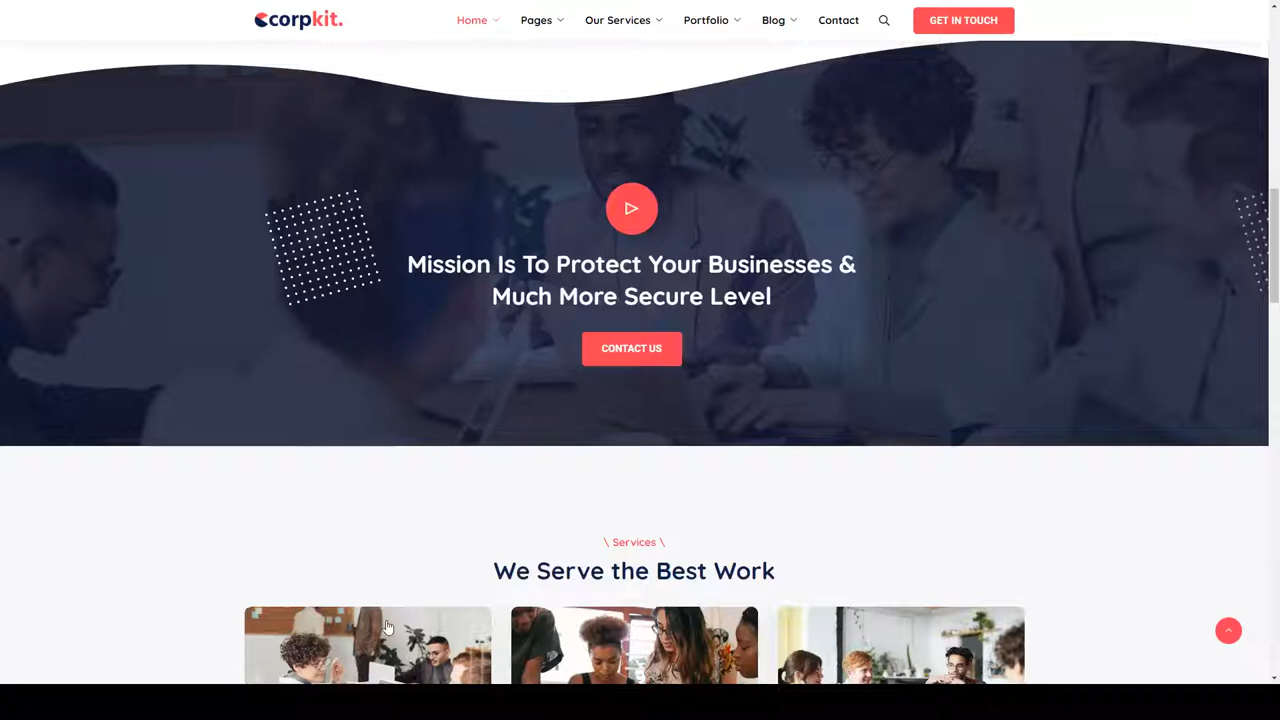 corpkit.
Home Pages Our Services Portfolio Blog Contact GET IN TOUCH
Mission Is To Protect Your Businesses &
Much More Secure Level
CONTACT US
\ Services \
We Serve the Best Work